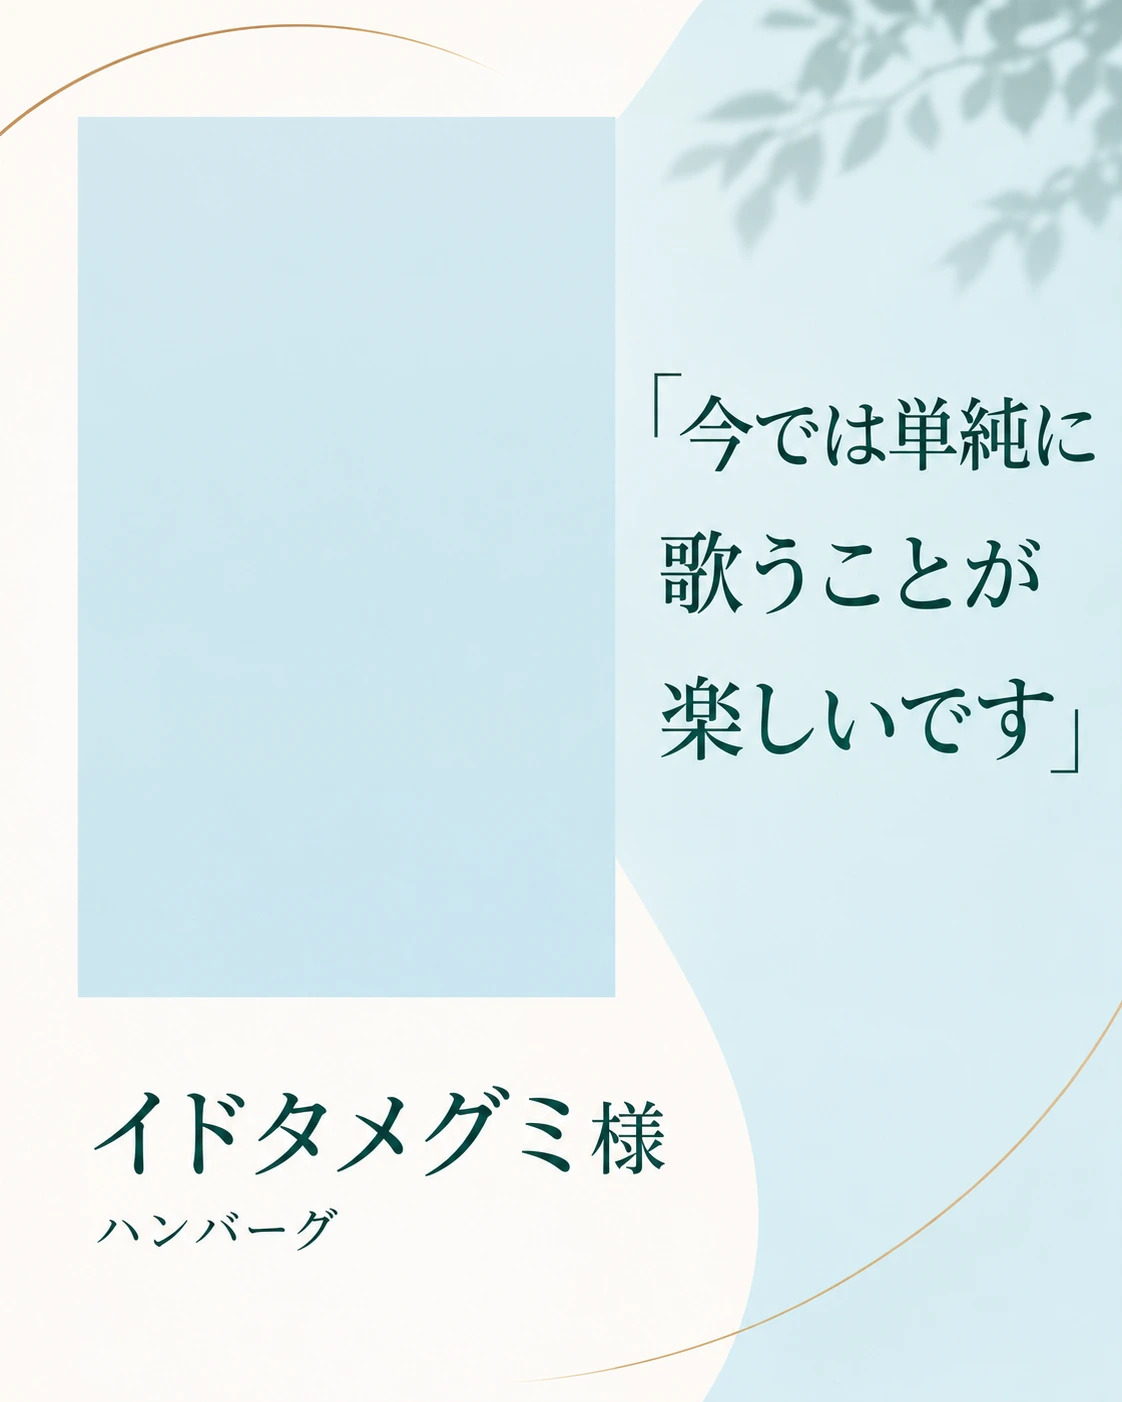 「今では単純に
歌うことが
楽しいです」
イドタメグミ様
ハンバーグ